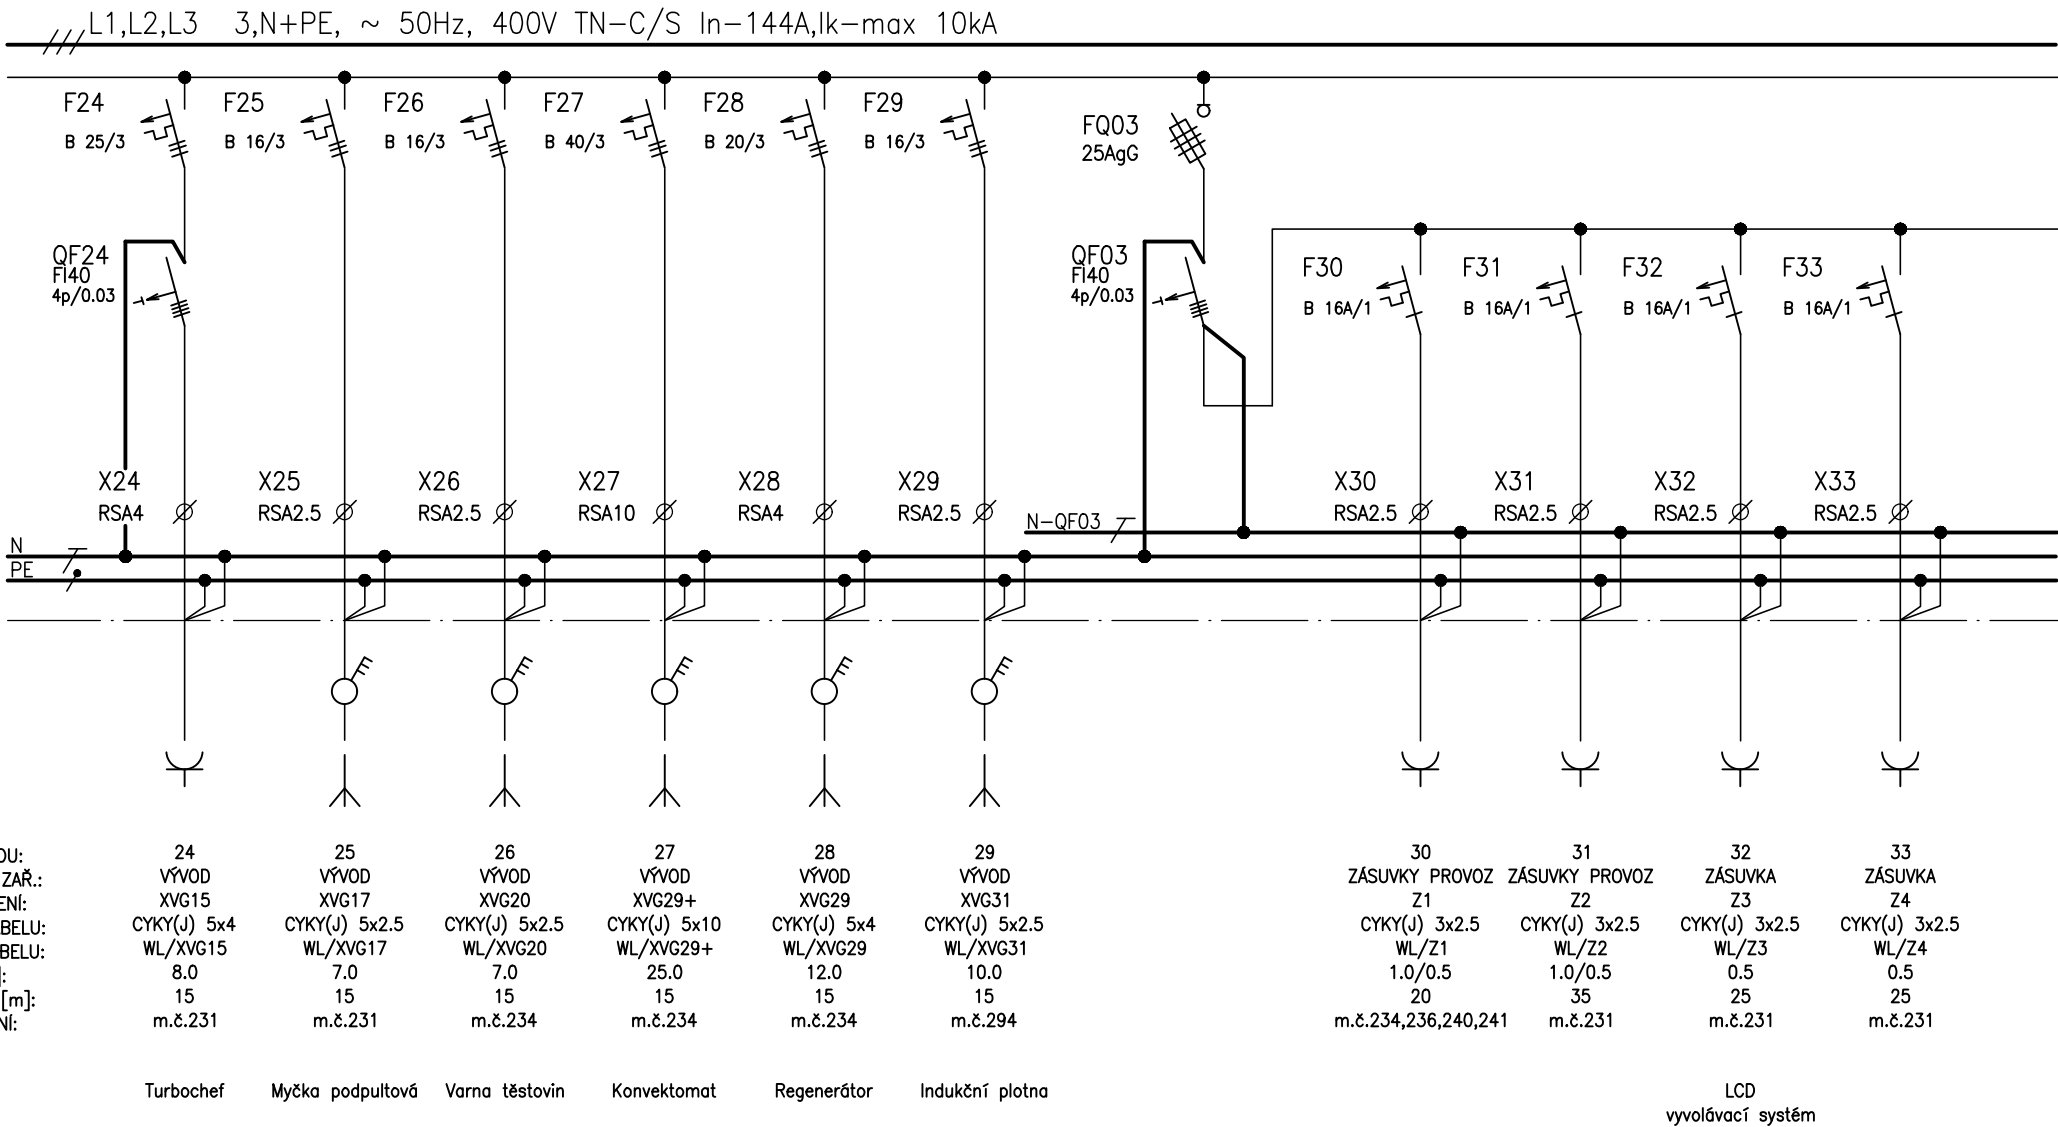 L1,L2,L3 3,N+PE, ~ 50Hz, 400V TN-C/S In-144A,Ik-max 10kA
F24 F25 F26 F27 F28 F29
B 25/3 B 16/3 B 16/3 B 40/3 B 20/3 B 16/3
FQ03
25AgG
QF24
FI40
4p/0.03
QF03
FI40
4p/0.03
F30 F31 F32 F33
B 16A/1 B 16A/1 B 16A/1 B 16A/1
X24 X25 X26 X27 X28 X29 X30 X31 X32 X33
RSA4 RSA2.5 RSA2.5 RSA10 RSA4 RSA2.5 RSA2.5 RSA2.5 RSA2.5 RSA2.5
N-QF03
N
PE
OU: 24 25 26 27 28 29 30 31 32 33
ZAŘ.: VÝVOD VÝVOD VÝVOD VÝVOD VÝVOD VÝVOD ZÁSUVKY PROVOZ ZÁSUVKY PROVOZ ZÁSUVKA ZÁSUVKA
ENÍ: XVG15 XVG17 XVG20 XVG29+ XVG29 XVG31 Z1 Z2 Z3 Z4
BELU: CYKY(J) 5x4 CYKY(J) 5x2.5 CYKY(J) 5x2.5 CYKY(J) 5x10 CYKY(J) 5x4 CYKY(J) 5x2.5 CYKY(J) 3x2.5 CYKY(J) 3x2.5 CYKY(J) 3x2.5 CYKY(J) 3x2.5
BELU: WL/XVG15 WL/XVG17 WL/XVG20 WL/XVG29+ WL/XVG29 WL/XVG31 WL/Z1 WL/Z2 WL/Z3 WL/Z4
]: 8.0 7.0 7.0 25.0 12.0 10.0 1.0/0.5 1.0/0.5 0.5 0.5
[m]: 15 15 15 15 15 15 20 35 25 25
NÍ: m.č.231 m.č.231 m.č.234 m.č.234 m.č.234 m.č.294 m.č.234,236,240,241 m.č.231 m.č.231 m.č.231
Turbochef Myčka podpultová Varna těstovin Konvektomat Regenerátor Indukční plotna LCD
vyvolávací systém